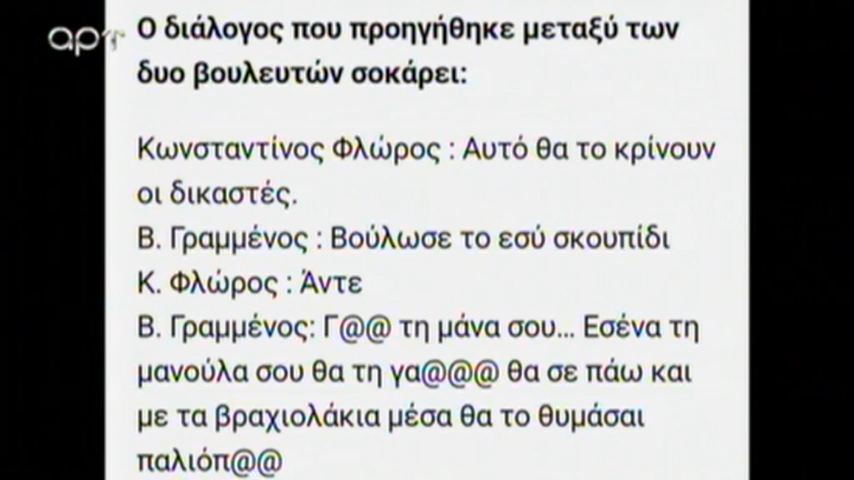 αρτ
Ο διάλογος που προηγήθηκε μεταξύ των
δυο βουλευτών σοκάρει:
Κωνσταντίνος Φλώρος : Αυτό θα το κρίνουν
οι δικαστές.
Β. Γραμμένος : Βούλωσε το εσύ σκουπίδι
Κ. Φλώρος : Άντε
Β. Γραμμένος: Γ@@ τη μάνα σου... Εσένα τη
μανούλα σου θα τη γα@@@ θα σε πάω και
με τα βραχιολάκια μέσα θα το θυμάσαι
παλιόπ@@